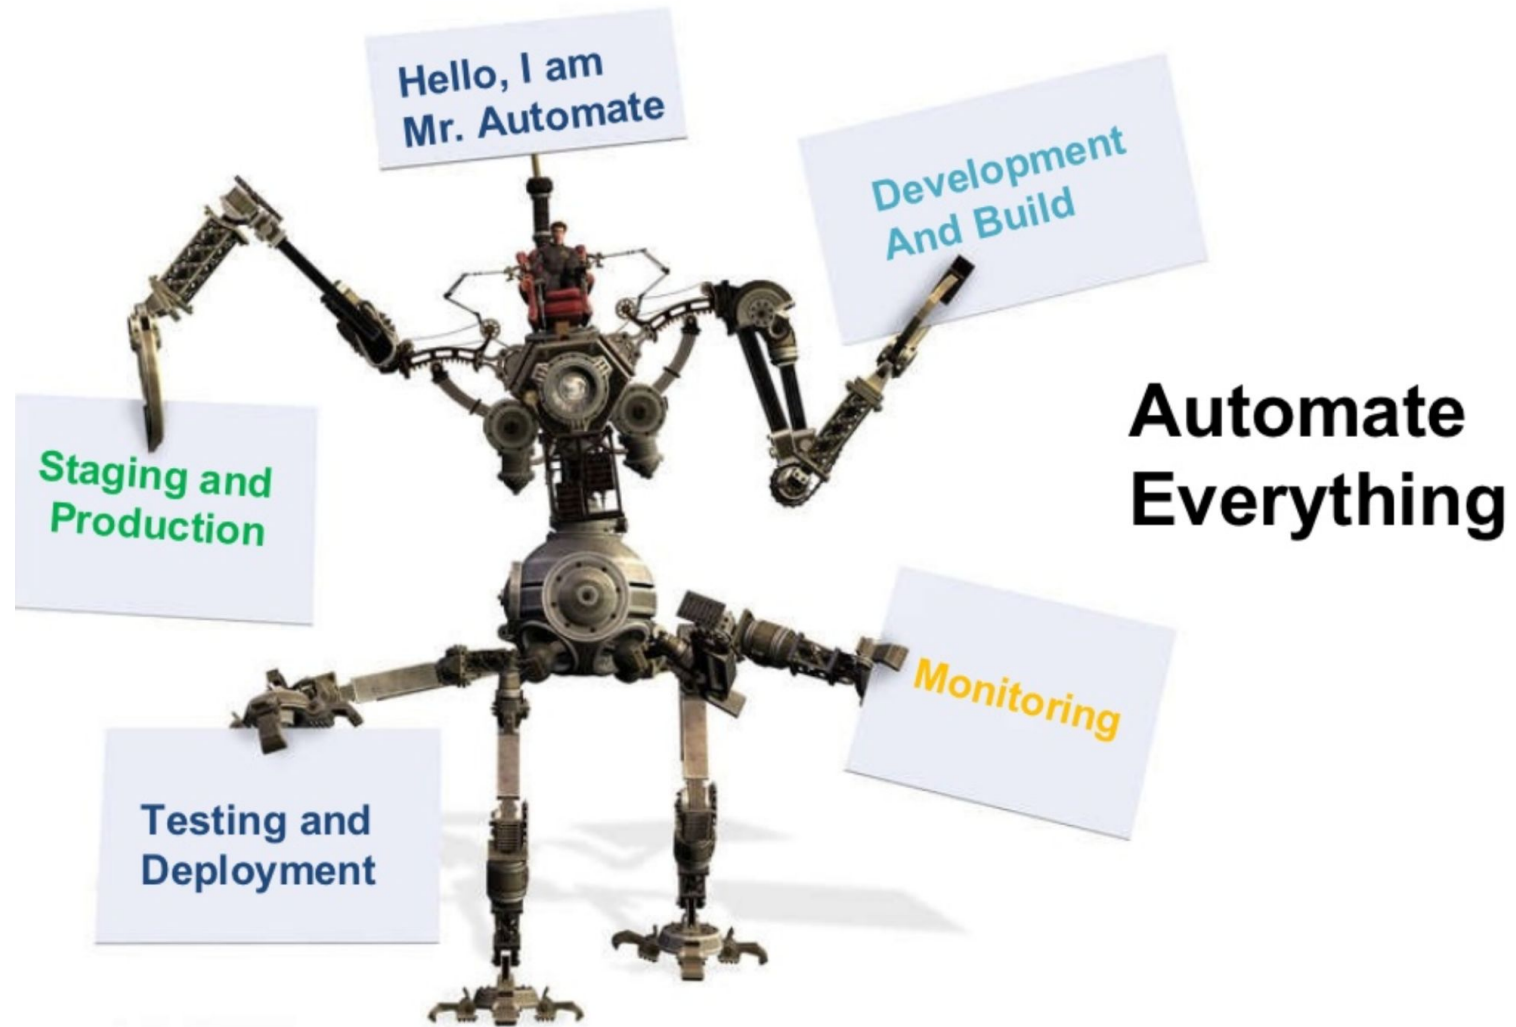 Hello, I am
Mr. Automate
Development
And Build
Automate
Everything
Staging and
Production
Monitoring
Testing and
Deployment